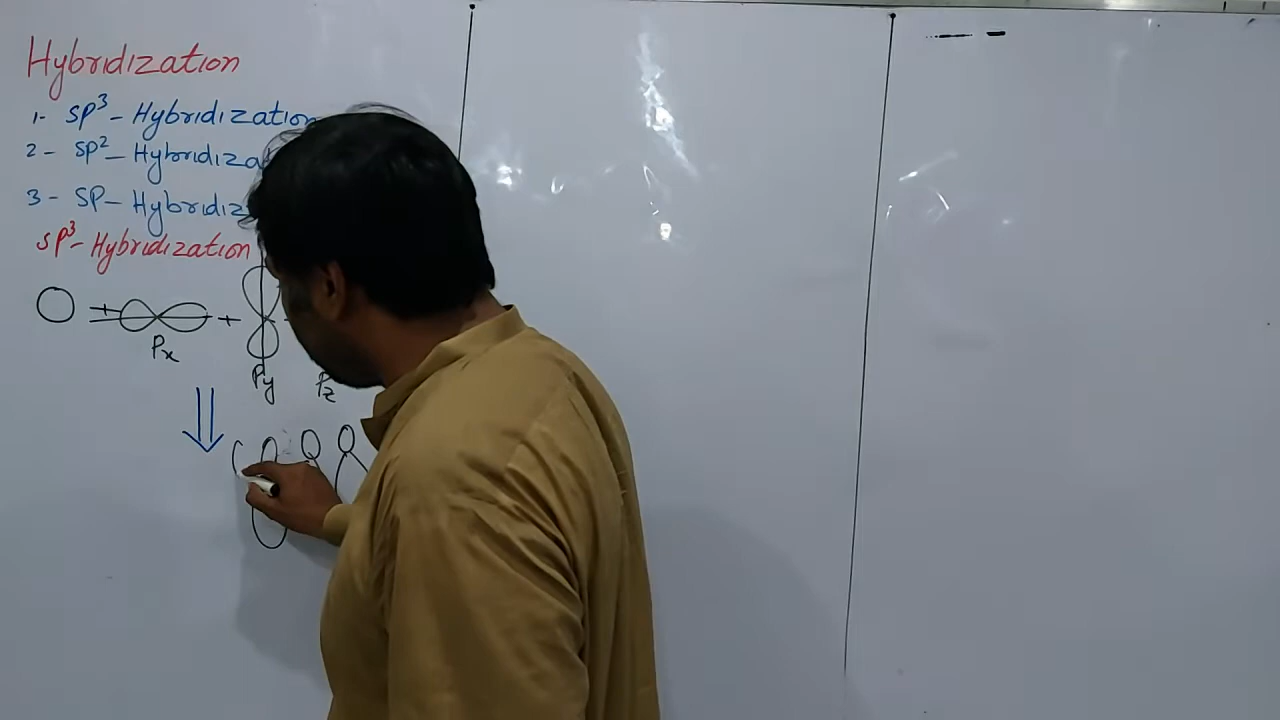 Hybridization
1- SP³- Hybridization
2- SP²- Hybridiza
3- SP- Hybridiz
SP³- Hybridization
+ +
Px
Py Pz